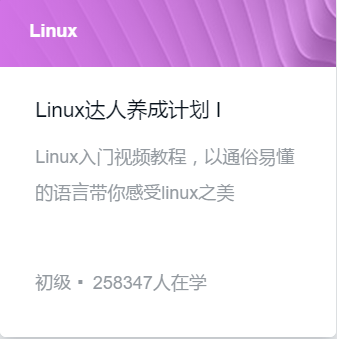 Linux
Linux达人养成计划 I
Linux入门视频教程，以通俗易懂
的语言带你感受linux之美
初级 · 258347人在学